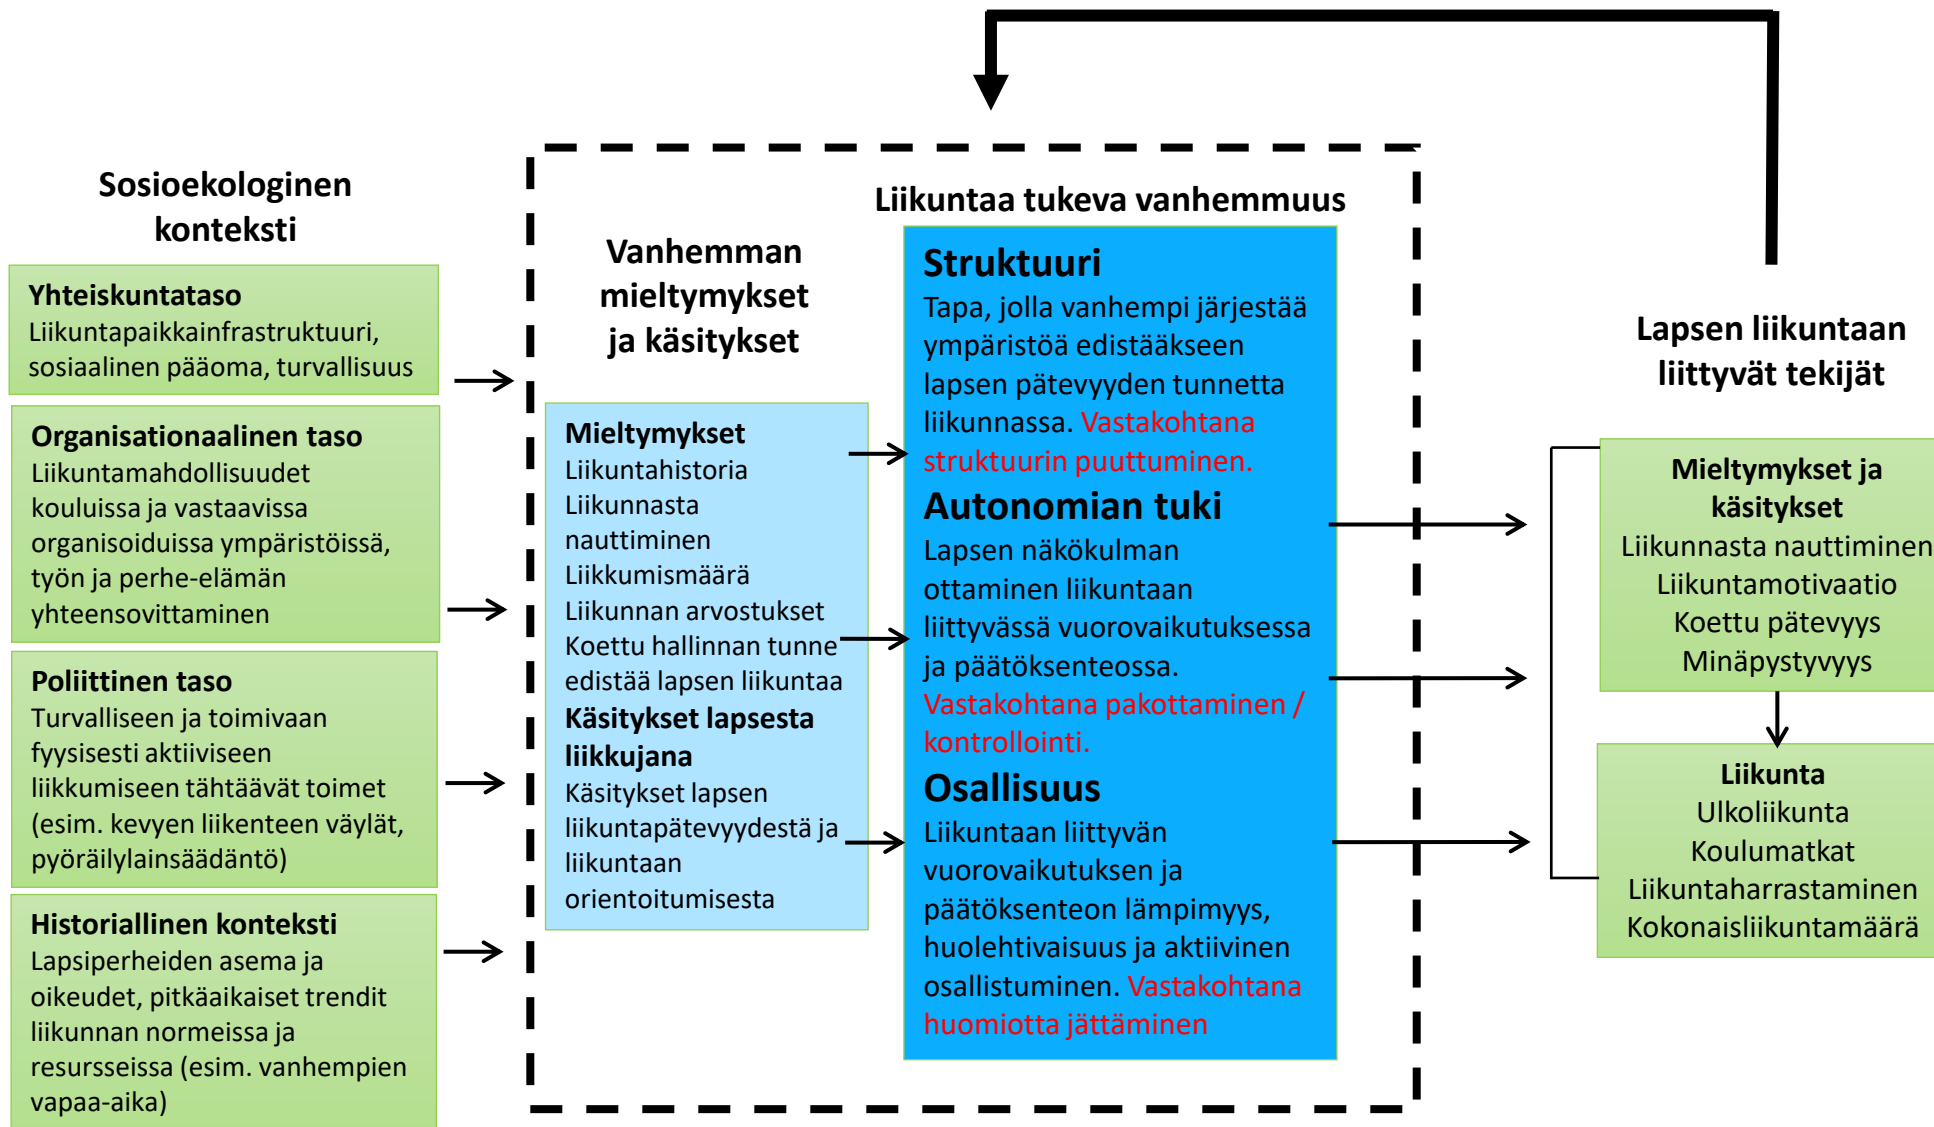 Sosioekologinen
konteksti
Yhteiskuntataso
Liikuntapaikkainfrastruktuuri,
sosiaalinen pääoma, turvallisuus
Organisationaalinen taso
Liikuntamahdollisuudet
kouluissa ja vastaavissa
organisoiduissa ympäristöissä,
työn ja perhe-elämän
yhteensovittaminen
Poliittinen taso
Turvalliseen ja toimivaan
fyysisesti aktiiviseen
liikkumiseen tähtäävät toimet
(esim. kevyen liikenteen väylät,
pyöräilylainsäädäntö)
Historiallinen konteksti
Lapsiperheiden asema ja
oikeudet, pitkäaikaiset trendit
liikunnan normeissa ja
resursseissa (esim. vanhempien
vapaa-aika)
Vanhemman
mieltymykset
ja käsitykset
Mieltymykset
Liikuntahistoria
Liikunnasta
nauttiminen
Liikkumismäärä
Liikunnan arvostukset
Koettu hallinnan tunne
edistää lapsen liikuntaa
Käsitykset lapsesta
liikkujana
Käsitykset lapsen
liikuntapätevyydestä ja
liikuntaan
orientoitumisesta
Liikuntaa tukeva vanhemmuus
Struktuuri
Tapa, jolla vanhempi järjestää
ympäristöä edistääkseen
lapsen pätevyyden tunnetta
liikunnassa. Vastakohtana
struktuurin puuttuminen.
Autonomian tuki
Lapsen näkökulman
ottaminen liikuntaan
liittyvässä vuorovaikutuksessa
ja päätöksenteossa.
Vastakohtana pakottaminen /
kontrollointi.
Osallisuus
Liikuntaan liittyvän
vuorovaikutuksen ja
päätöksenteon lämpimyys,
huolehtivaisuus ja aktiivinen
osallistuminen. Vastakohtana
huomiotta jättäminen
Lapsen liikuntaan
liittyvät tekijät
Mieltymykset ja
käsitykset
Liikunnasta nauttiminen
Liikuntamotivaatio
Koettu pätevyys
Minäpystyvyys
Liikunta
Ulkoliikunta
Koulumatkat
Liikuntaharrastaminen
Kokonaisliikuntamäärä